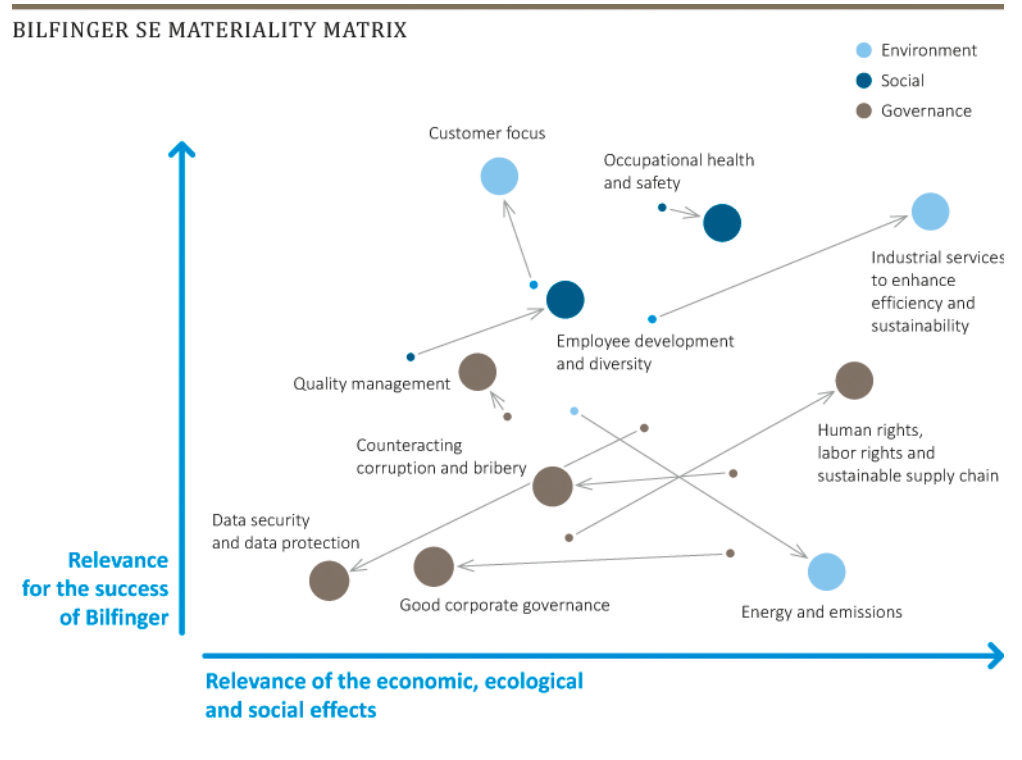 BILFINGER SE MATERIALITY MATRIX
Environment
Social
Governance
Customer focus
Occupational health
and safety
Industrial services
to enhance
efficiency and
sustainability
Employee development
and diversity
Quality management
Human rights,
labor rights and
sustainable supply chain
Counteracting
corruption and bribery
Data security
and data protection
Good corporate governance
Energy and emissions
Relevance
for the success
of Bilfinger
Relevance of the economic, ecological
and social effects